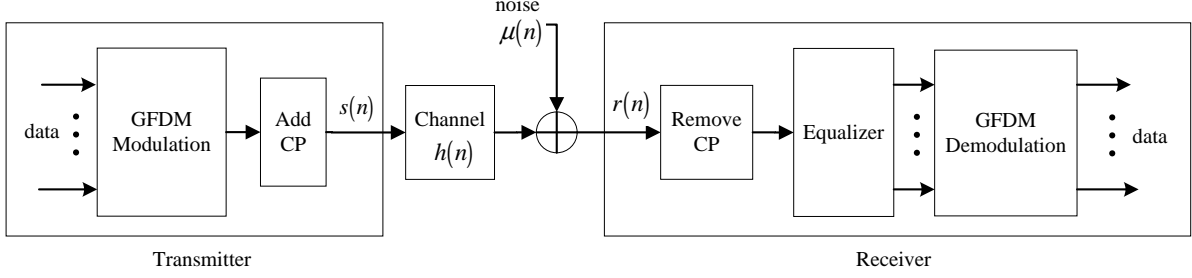 noise
μ(n)
data
GFDM
Modulation
Add
CP
s(n)
Channel
h(n)
r(n)
Remove
CP
Equalizer
GFDM
Demodulation
data
Transmitter
Receiver